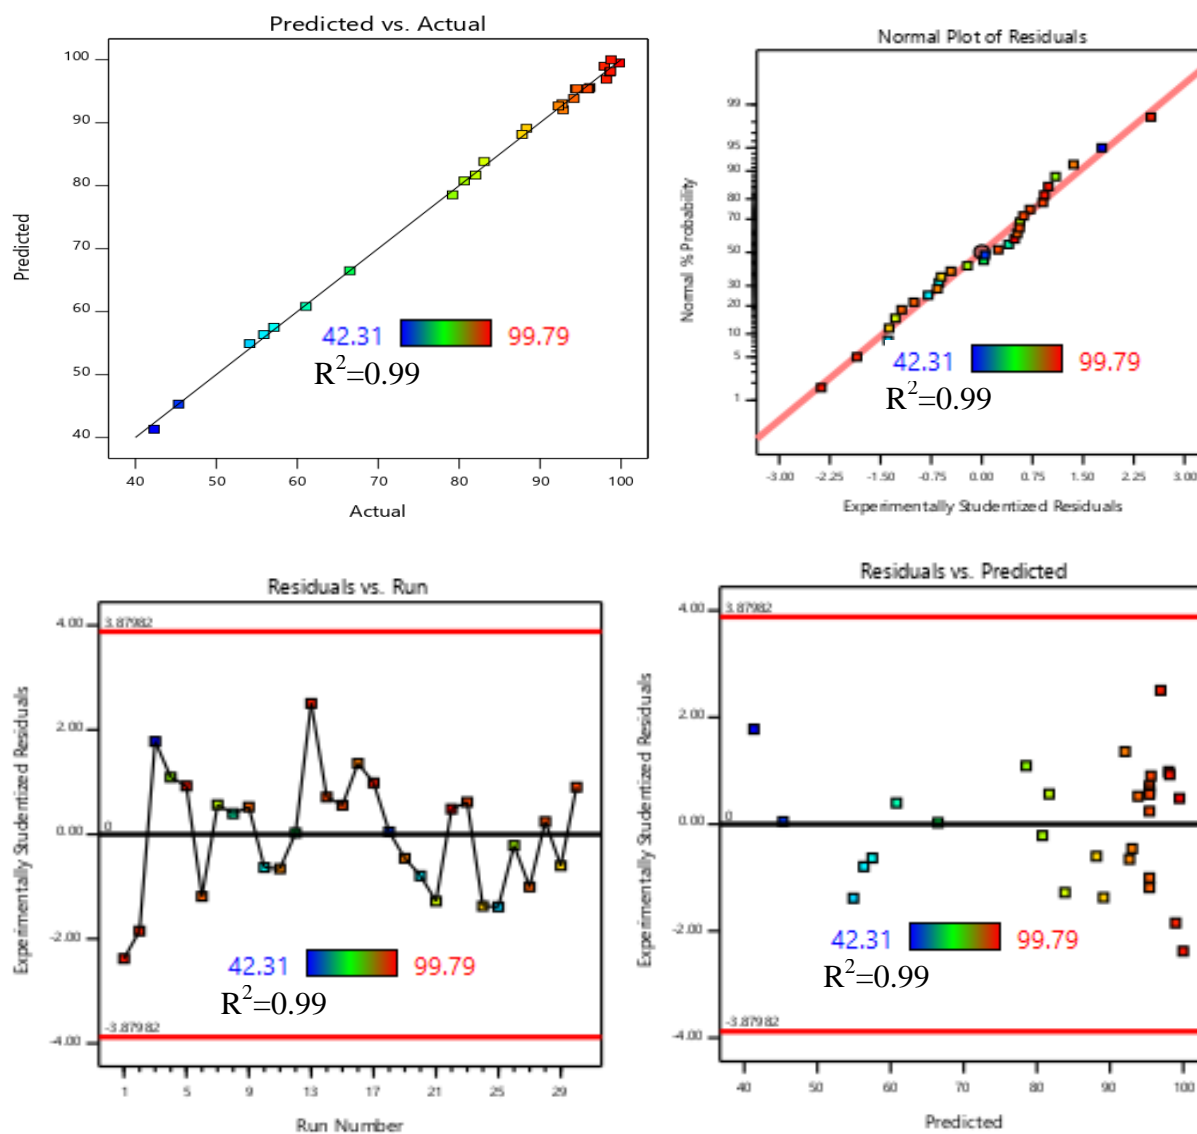 Predicted vs. Actual
100
90
80
70
60
50
40
Predicted
42.31 99.79
R²=0.99
40 50 60 70 80 90 100
Actual
Normal Plot of Residuals
99
95
90
80
70
50
30
20
10
5
1
Normal % Probability
42.31 99.79
R²=0.99
-3.00 -2.25 -1.50 -0.75 0.00 0.75 1.50 2.25 3.00
Experimentally Studentized Residuals
Residuals vs. Run
4.00
3.87982
2.00
0.00
0
-2.00
-3.87982
-4.00
Experimentally Studentized Residuals
42.31 99.79
R²=0.99
1 5 9 13 17 21 25 29
Run Number
Residuals vs. Predicted
4.00
3.87982
2.00
0.00
0
-2.00
-3.87982
-4.00
Experimentally Studentized Residuals
42.31 99.79
R²=0.99
40 50 60 70 80 90 100
Predicted